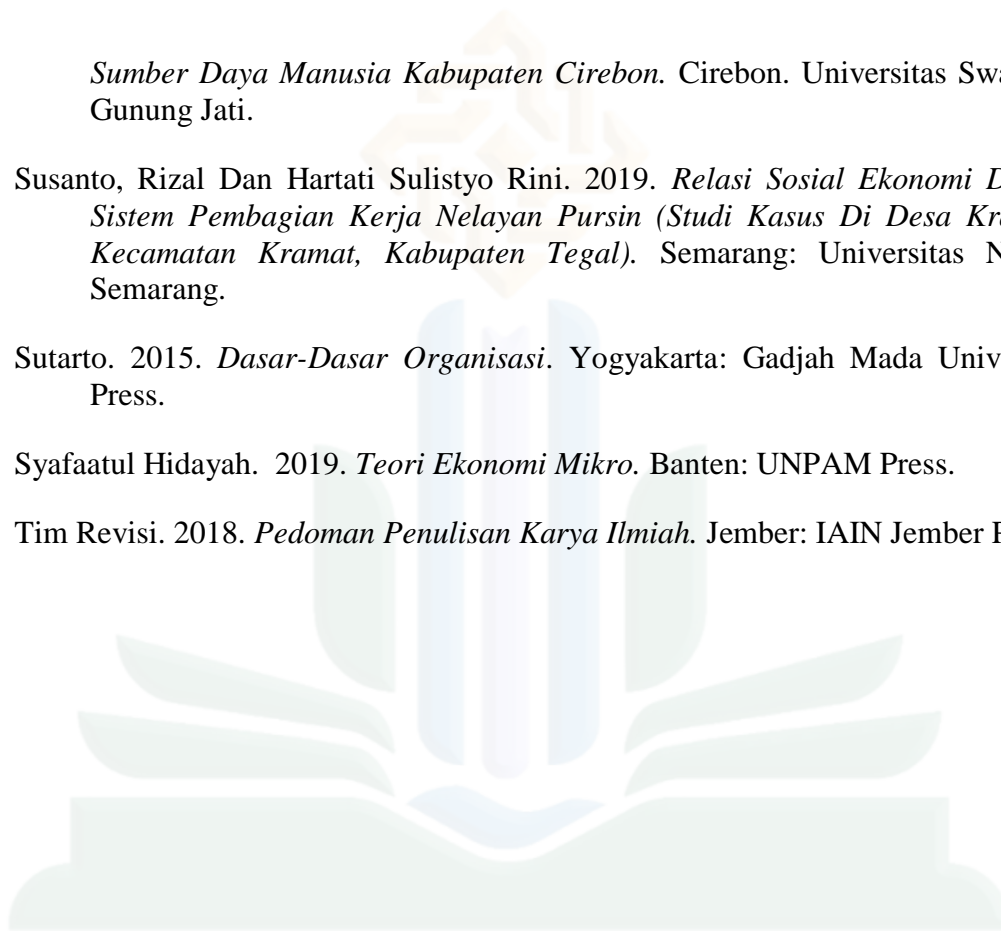 Sumber Daya Manusia Kabupaten Cirebon. Cirebon. Universitas Swa
Gunung Jati.
Susanto, Rizal Dan Hartati Sulistyo Rini. 2019. Relasi Sosial Ekonomi D
Sistem Pembagian Kerja Nelayan Pursin (Studi Kasus Di Desa Kr
Kecamatan Kramat, Kabupaten Tegal). Semarang: Universitas N
Semarang.
Sutarto. 2015. Dasar-Dasar Organisasi. Yogyakarta: Gadjah Mada Univ
Press.
Syafaatul Hidayah. 2019. Teori Ekonomi Mikro. Banten: UNPAM Press.
Tim Revisi. 2018. Pedoman Penulisan Karya Ilmiah. Jember: IAIN Jember